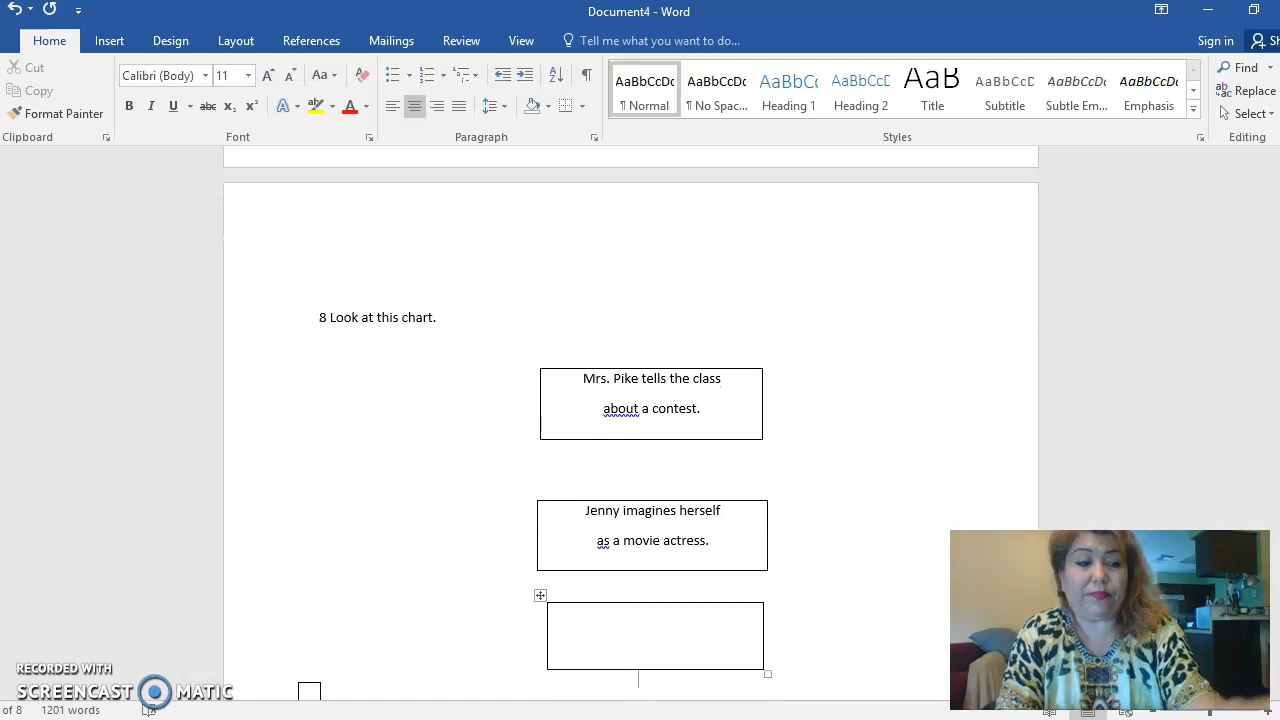 Document4 - Word
Home Insert Design Layout References Mailings Review View Tell me what you want to do... Sign in Sh
Cut
Copy
Format Painter
Calibri (Body) 11
AaBbCcDc AaBbCcDc AaBbCc AaBbCcD AaB AaBbCcD AaBbCcDc AaBbCcDc
¶ Normal ¶ No Spac... Heading 1 Heading 2 Title Subtitle Subtle Em... Emphasis
Find
Replace
Select
Clipboard Font Paragraph Styles Editing
8 Look at this chart.
Mrs. Pike tells the class
about a contest.
Jenny imagines herself
as a movie actress.
RECORDED WITH
SCREENCAST MATIC
of 8 1201 words